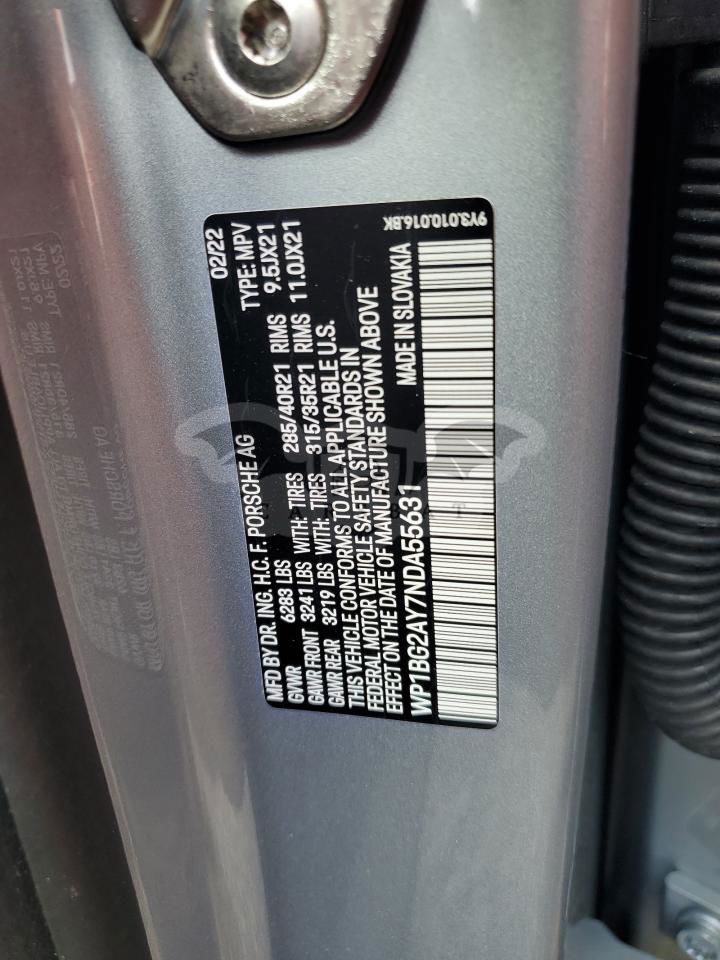 MFD BY DR. ING. H.C. F. PORSCHE AG 02/22
GVWR 6283 LBS TYPE: MPV
GAWR FRONT 3241 LBS WITH: TIRES 285/40R21 RIMS 9.5JX21
GAWR REAR 3219 LBS WITH: TIRES 315/35R21 RIMS 11.0JX21
THIS VEHICLE CONFORMS TO ALL APPLICABLE U.S.
FEDERAL MOTOR VEHICLE SAFETY STANDARDS IN
EFFECT ON THE DATE OF MANUFACTURE SHOWN ABOVE
WP1BG2AY7NDA55631 MADE IN SLOVAKIA
9Y3.010.016.BK